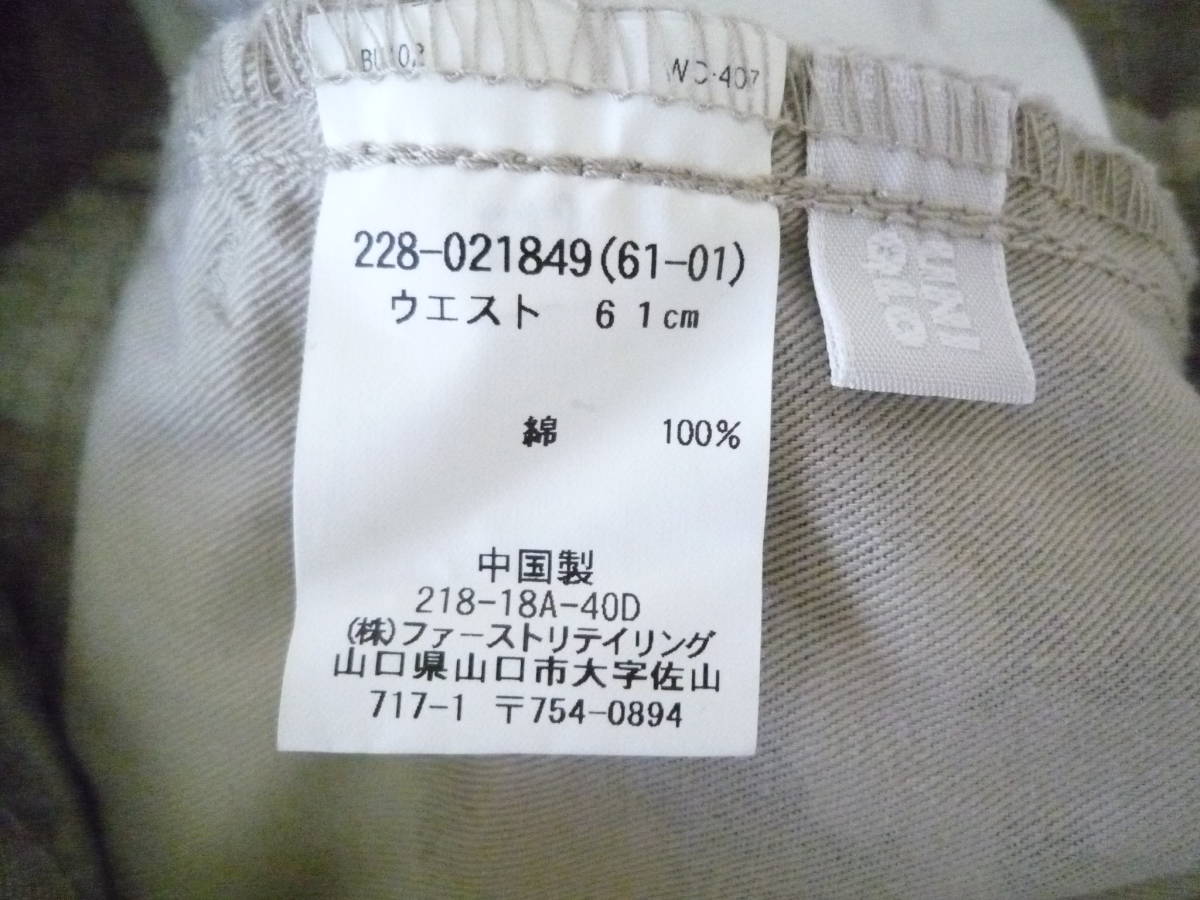 228-021849(61-01)
ウエスト 61cm
綿 100%
中国製
218-18A-40D
(株)ファーストリテイリング
山口県山口市大字佐山
717-1 〒754-0894
UNI
QLO